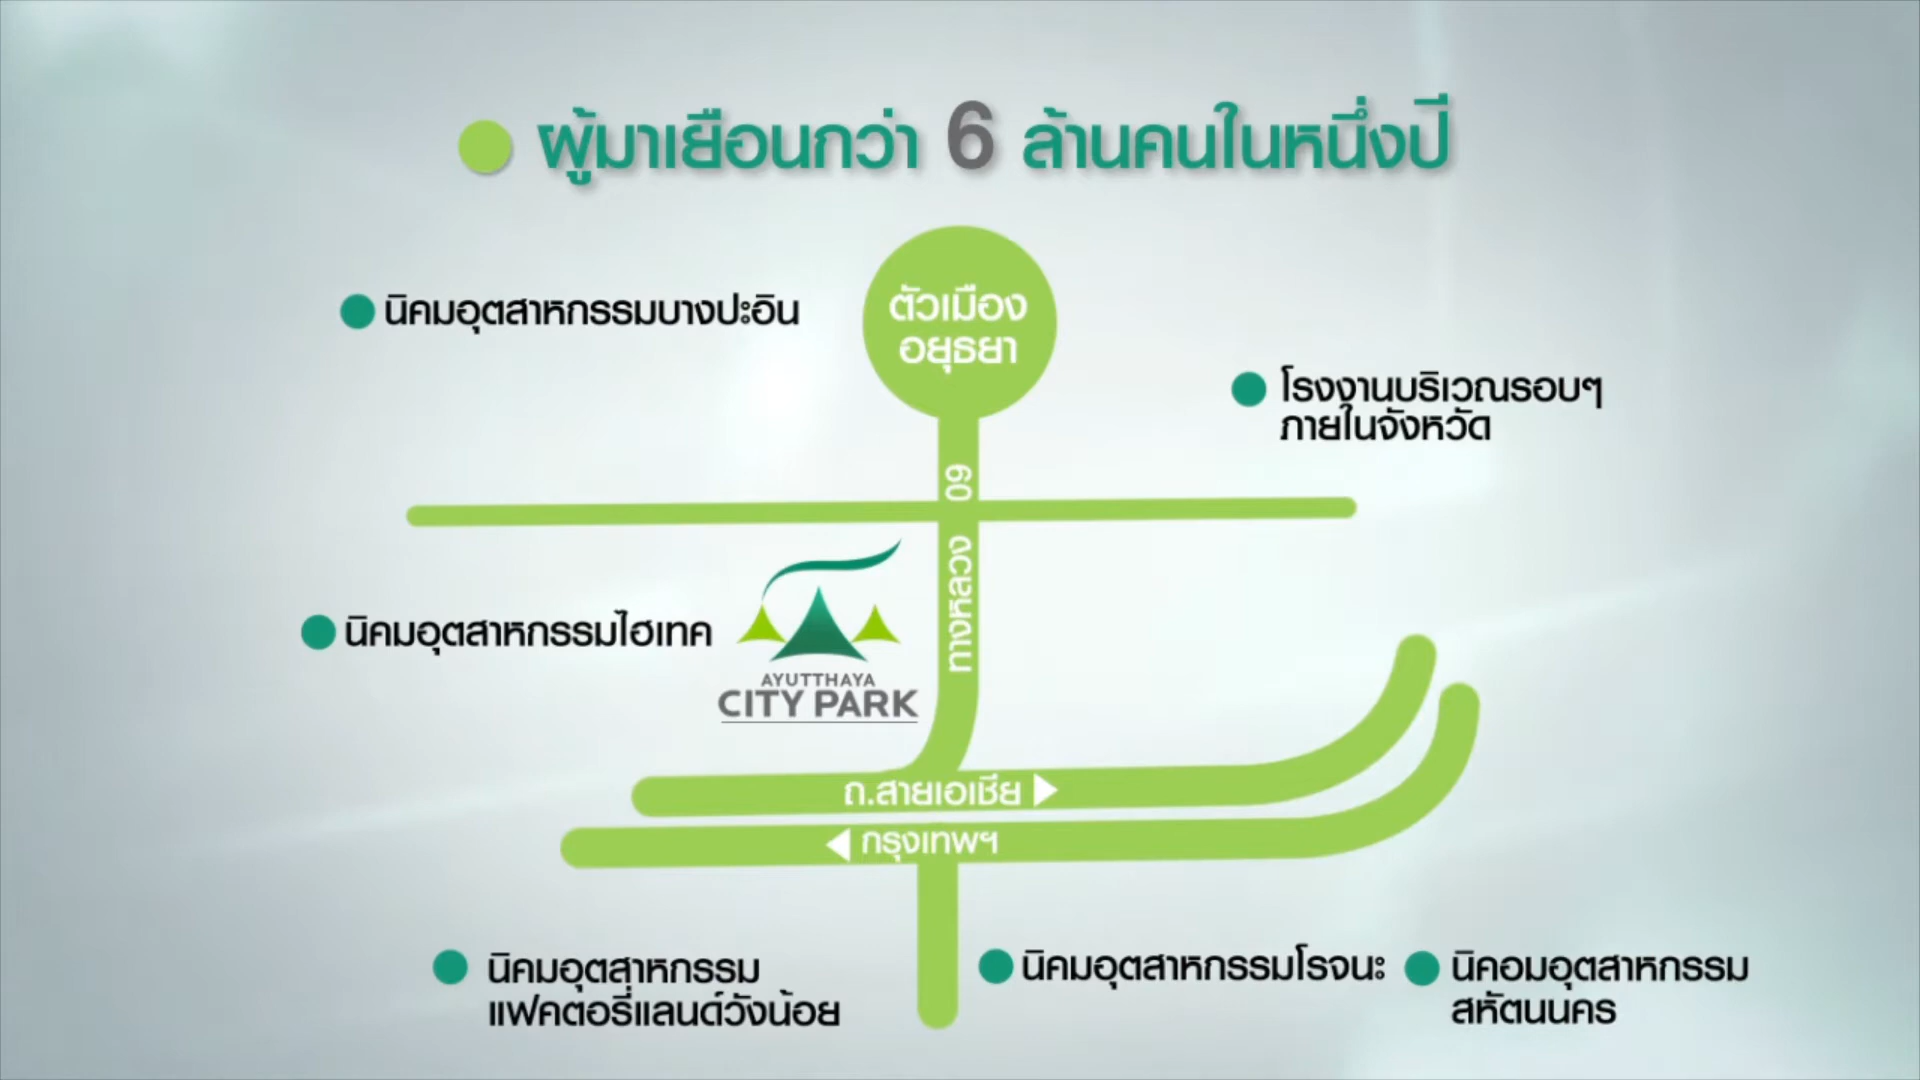 ผู้มาเยือนกว่า 6 ล้านคนในหนึ่งปี
นิคมอุตสาหกรรมบางปะอิน
ตัวเมือง
อยุธยา
โรงงานบริเวณรอบๆ
ภายในจังหวัด
ทางหลวง 309
นิคมอุตสาหกรรมไฮเทค
AYUTTHAYA
CITY PARK
ถ.สายเอเชีย
กรุงเทพฯ
นิคมอุตสาหกรรม
แฟคตอรี่แลนด์วังน้อย
นิคมอุตสาหกรรมโรจนะ
นิคอมอุตสาหกรรม
สหัตนนคร